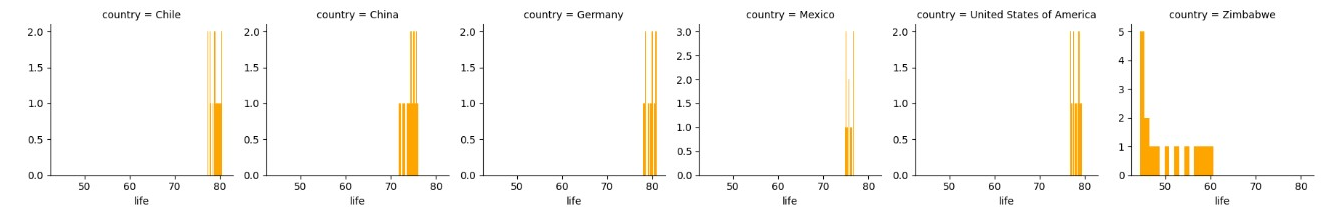 country = Chile
2.0
1.5
1.0
0.5
0.0
50 60 70 80
life
country = China
2.0
1.5
1.0
0.5
0.0
50 60 70 80
life
country = Germany
2.0
1.5
1.0
0.5
0.0
50 60 70 80
life
country = Mexico
3.0
2.5
2.0
1.5
1.0
0.5
0.0
50 60 70 80
life
country = United States of America
2.0
1.5
1.0
0.5
0.0
50 60 70 80
life
country = Zimbabwe
5
4
3
2
1
0
50 60 70 80
life